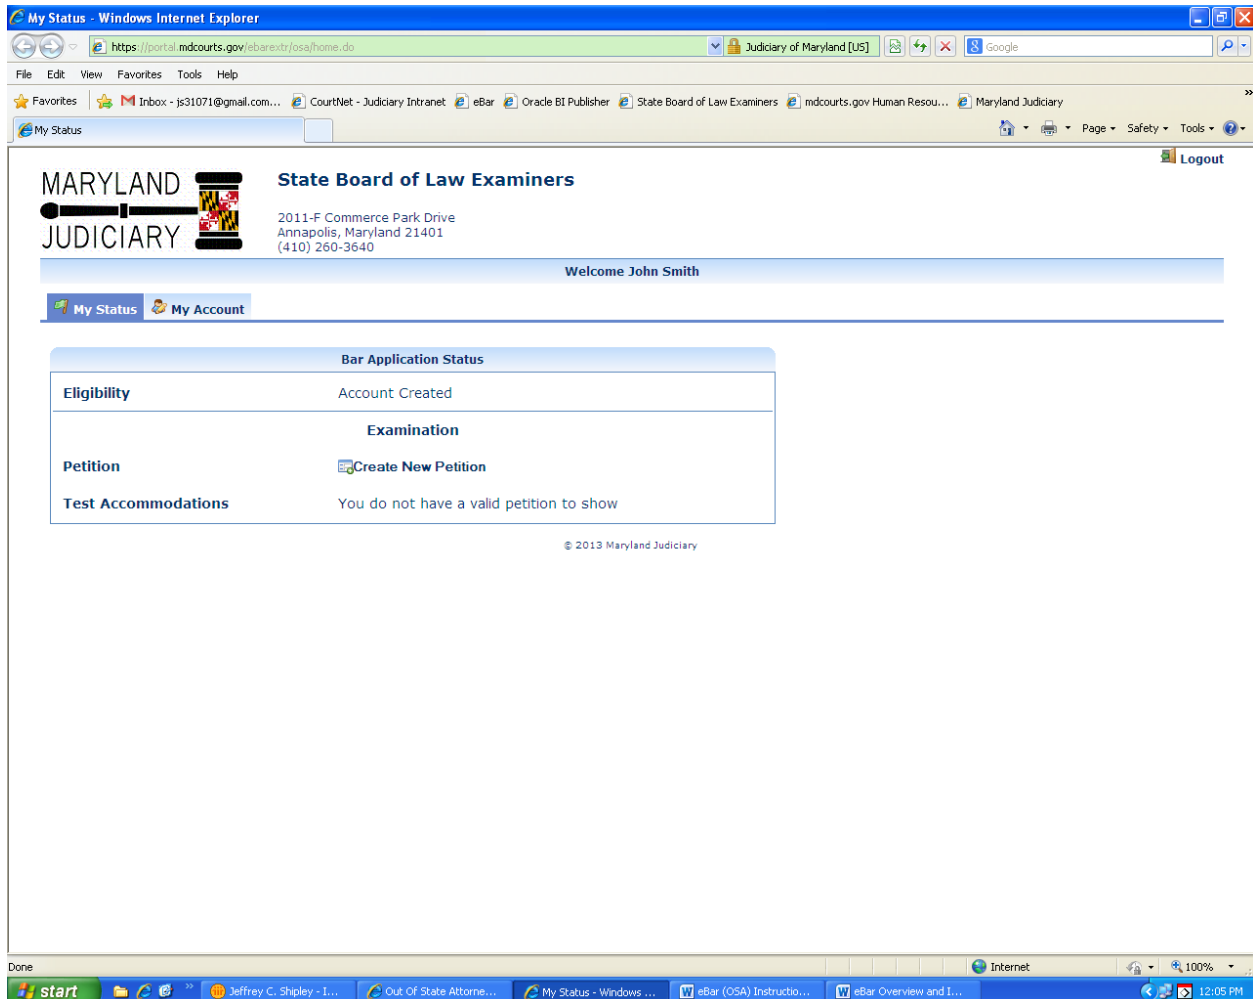 My Status - Windows Internet Explorer
https://portal.mdcourts.gov/ebarextr/osa/home.do
Judiciary of Maryland [US]
Google
File Edit View Favorites Tools Help
Favorites Inbox - js31071@gmail.com... CourtNet - Judiciary Intranet eBar Oracle BI Publisher State Board of Law Examiners mdcourts.gov Human Resou... Maryland Judiciary »
My Status
Page Safety Tools
Logout
MARYLAND
JUDICIARY
State Board of Law Examiners
2011-F Commerce Park Drive
Annapolis, Maryland 21401
(410) 260-3640
Welcome John Smith
My Status My Account
Bar Application Status
Eligibility Account Created
Examination
Petition Create New Petition
Test Accommodations You do not have a valid petition to show
© 2013 Maryland Judiciary
Done Internet 100%
start » Jeffrey C. Shipley - I... Out Of State Attorne... My Status - Windows ... eBar (OSA) Instructio... eBar Overview and I... 12:05 PM